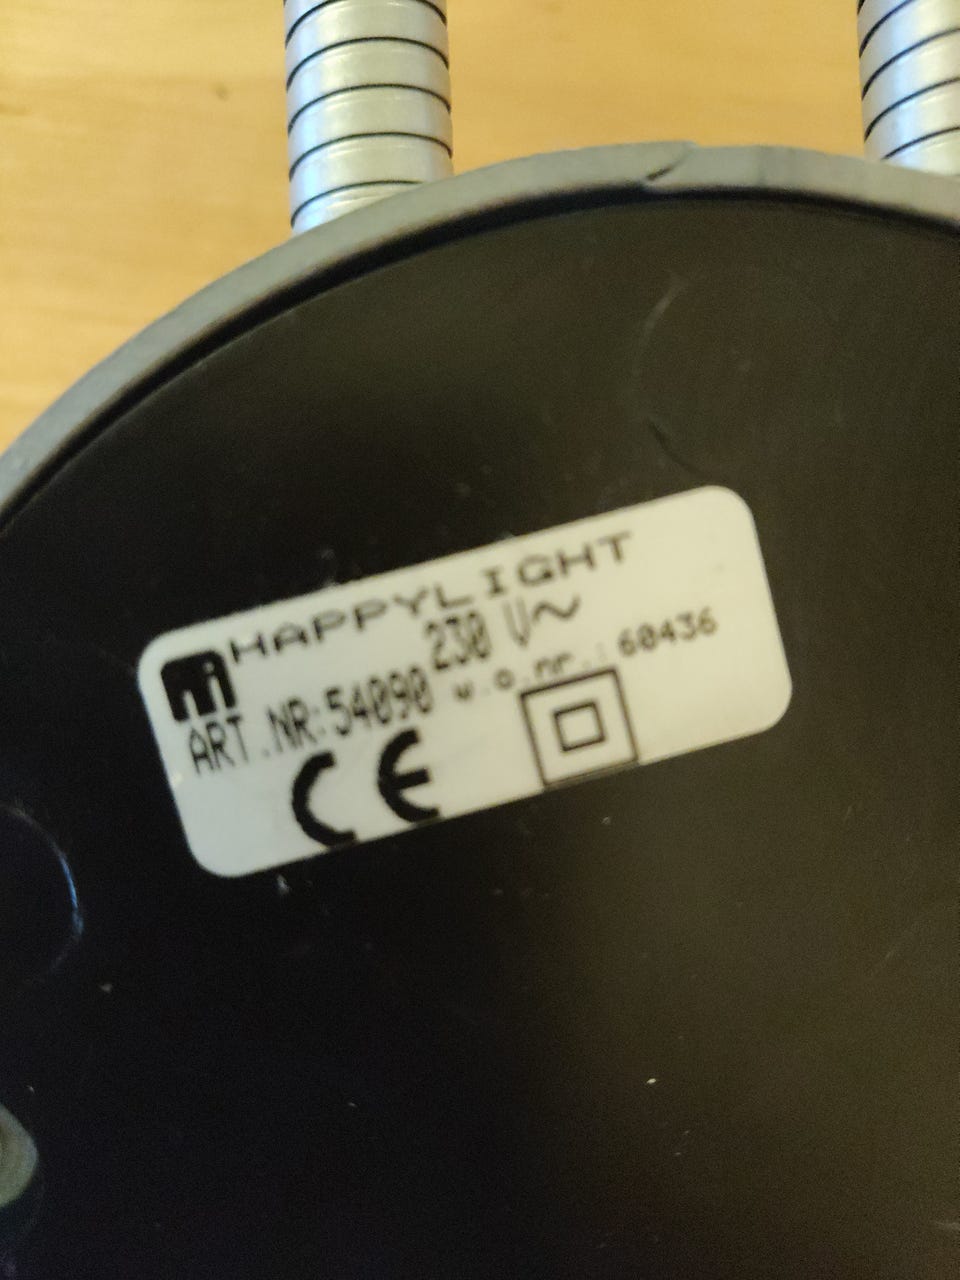 HAPPYLIGHT
230 V~
ART.NR:54090 w.o.nr.:60436
CE